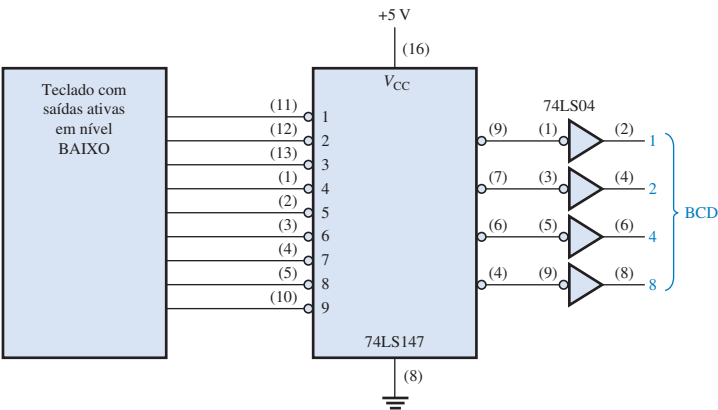 +5 V
(16)
V_CC
Teclado com
saídas ativas
em nível
BAIXO
(11) 1
(12) 2
(13) 3
(1) 4
(2) 5
(3) 6
(4) 7
(5) 8
(10) 9
74LS04
(9) (1) (2) 1
(7) (3) (4) 2
(6) (5) (6) 4
(4) (9) (8) 8
BCD
74LS147
(8)